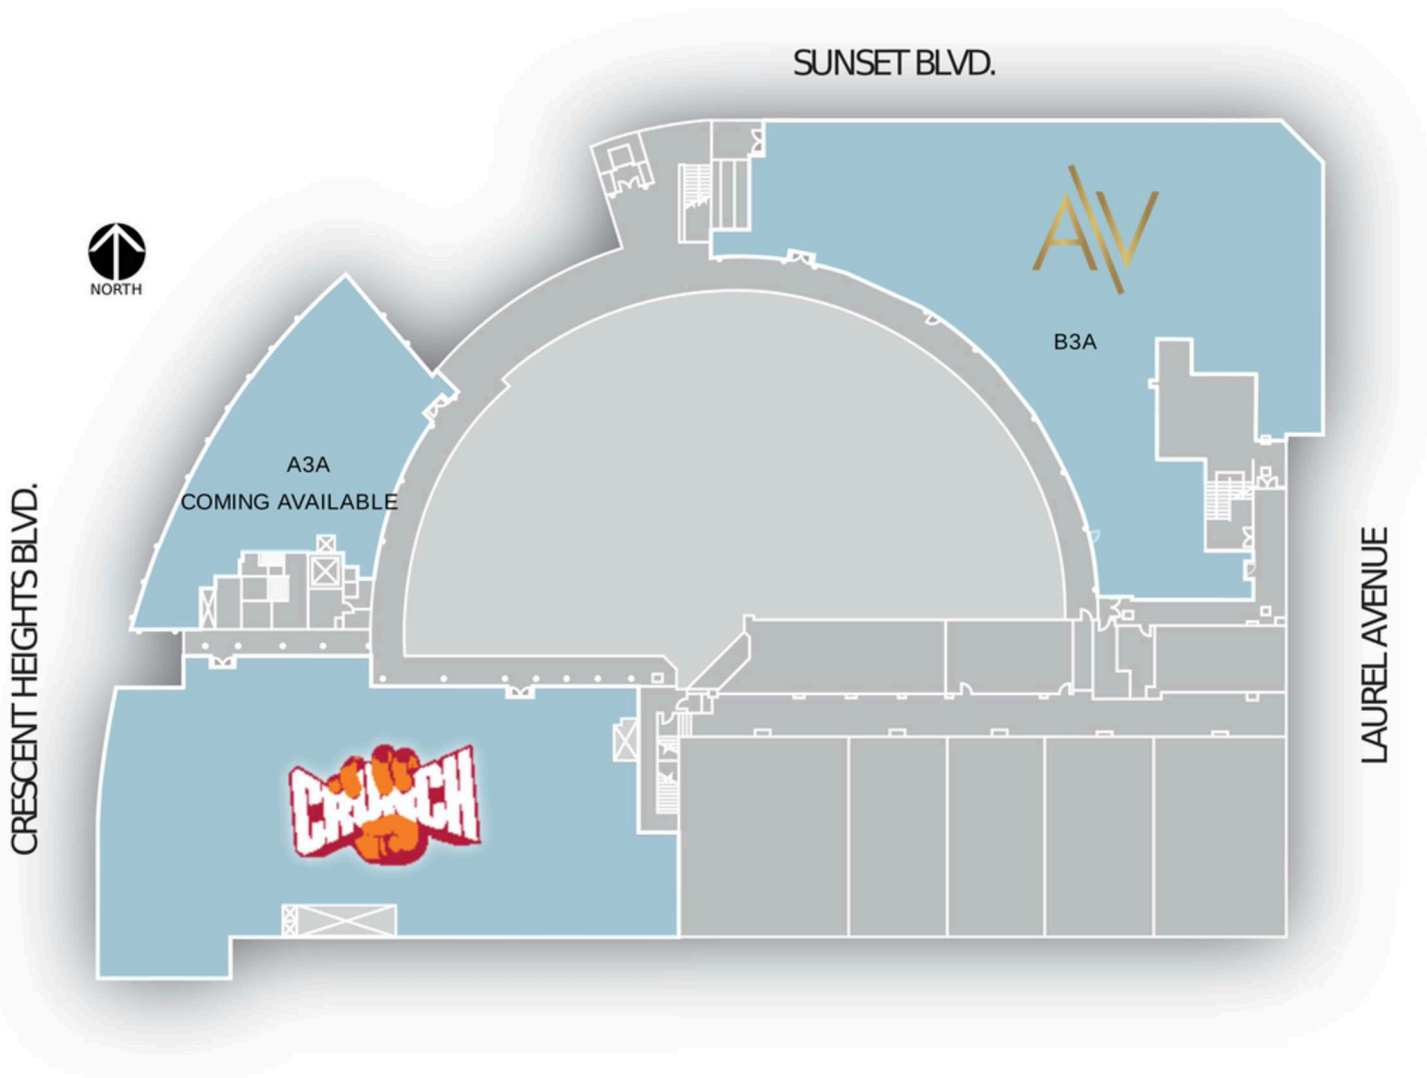 SUNSET BLVD.
NORTH
AV
B3A
A3A
COMING AVAILABLE
CRESCENT HEIGHTS BLVD.
LAUREL AVENUE
CRUNCH